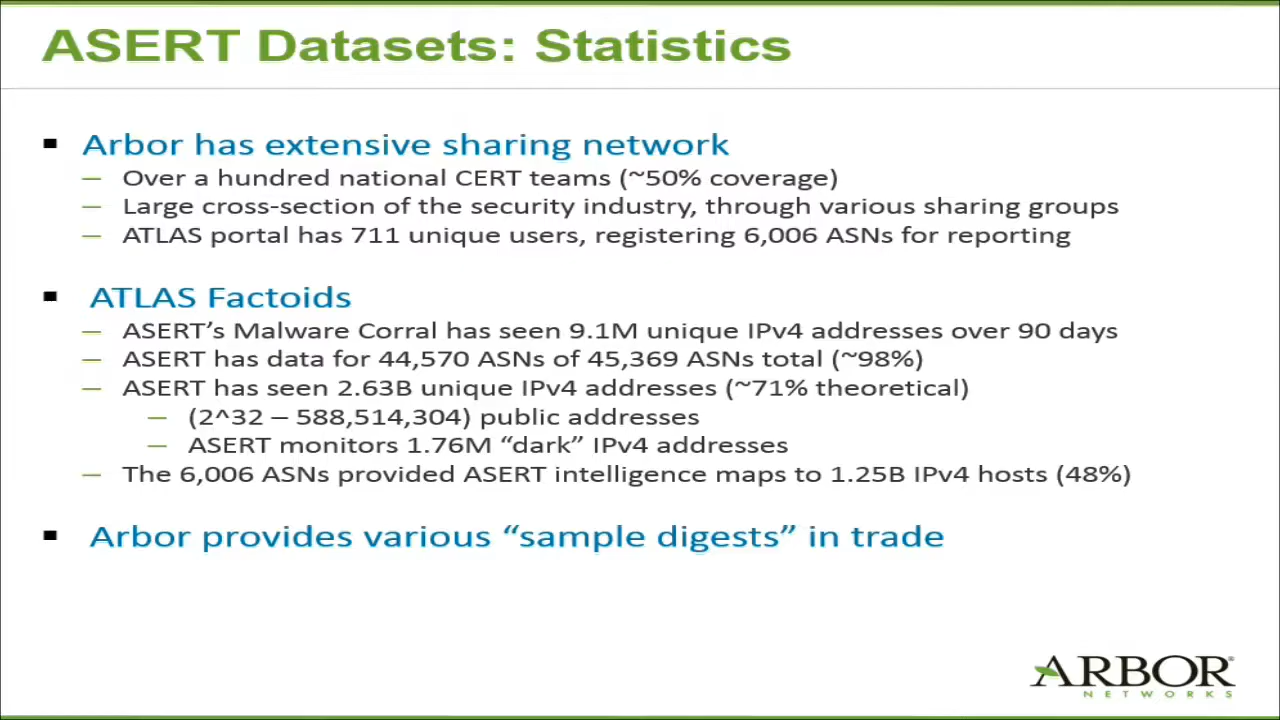 ASERT Datasets: Statistics
▪ Arbor has extensive sharing network
– Over a hundred national CERT teams (~50% coverage)
– Large cross-section of the security industry, through various sharing groups
– ATLAS portal has 711 unique users, registering 6,006 ASNs for reporting
▪ ATLAS Factoids
– ASERT’s Malware Corral has seen 9.1M unique IPv4 addresses over 90 days
– ASERT has data for 44,570 ASNs of 45,369 ASNs total (~98%)
– ASERT has seen 2.63B unique IPv4 addresses (~71% theoretical)
– (2^32 – 588,514,304) public addresses
– ASERT monitors 1.76M “dark” IPv4 addresses
– The 6,006 ASNs provided ASERT intelligence maps to 1.25B IPv4 hosts (48%)
▪ Arbor provides various “sample digests” in trade
ARBOR®
NETWORKS